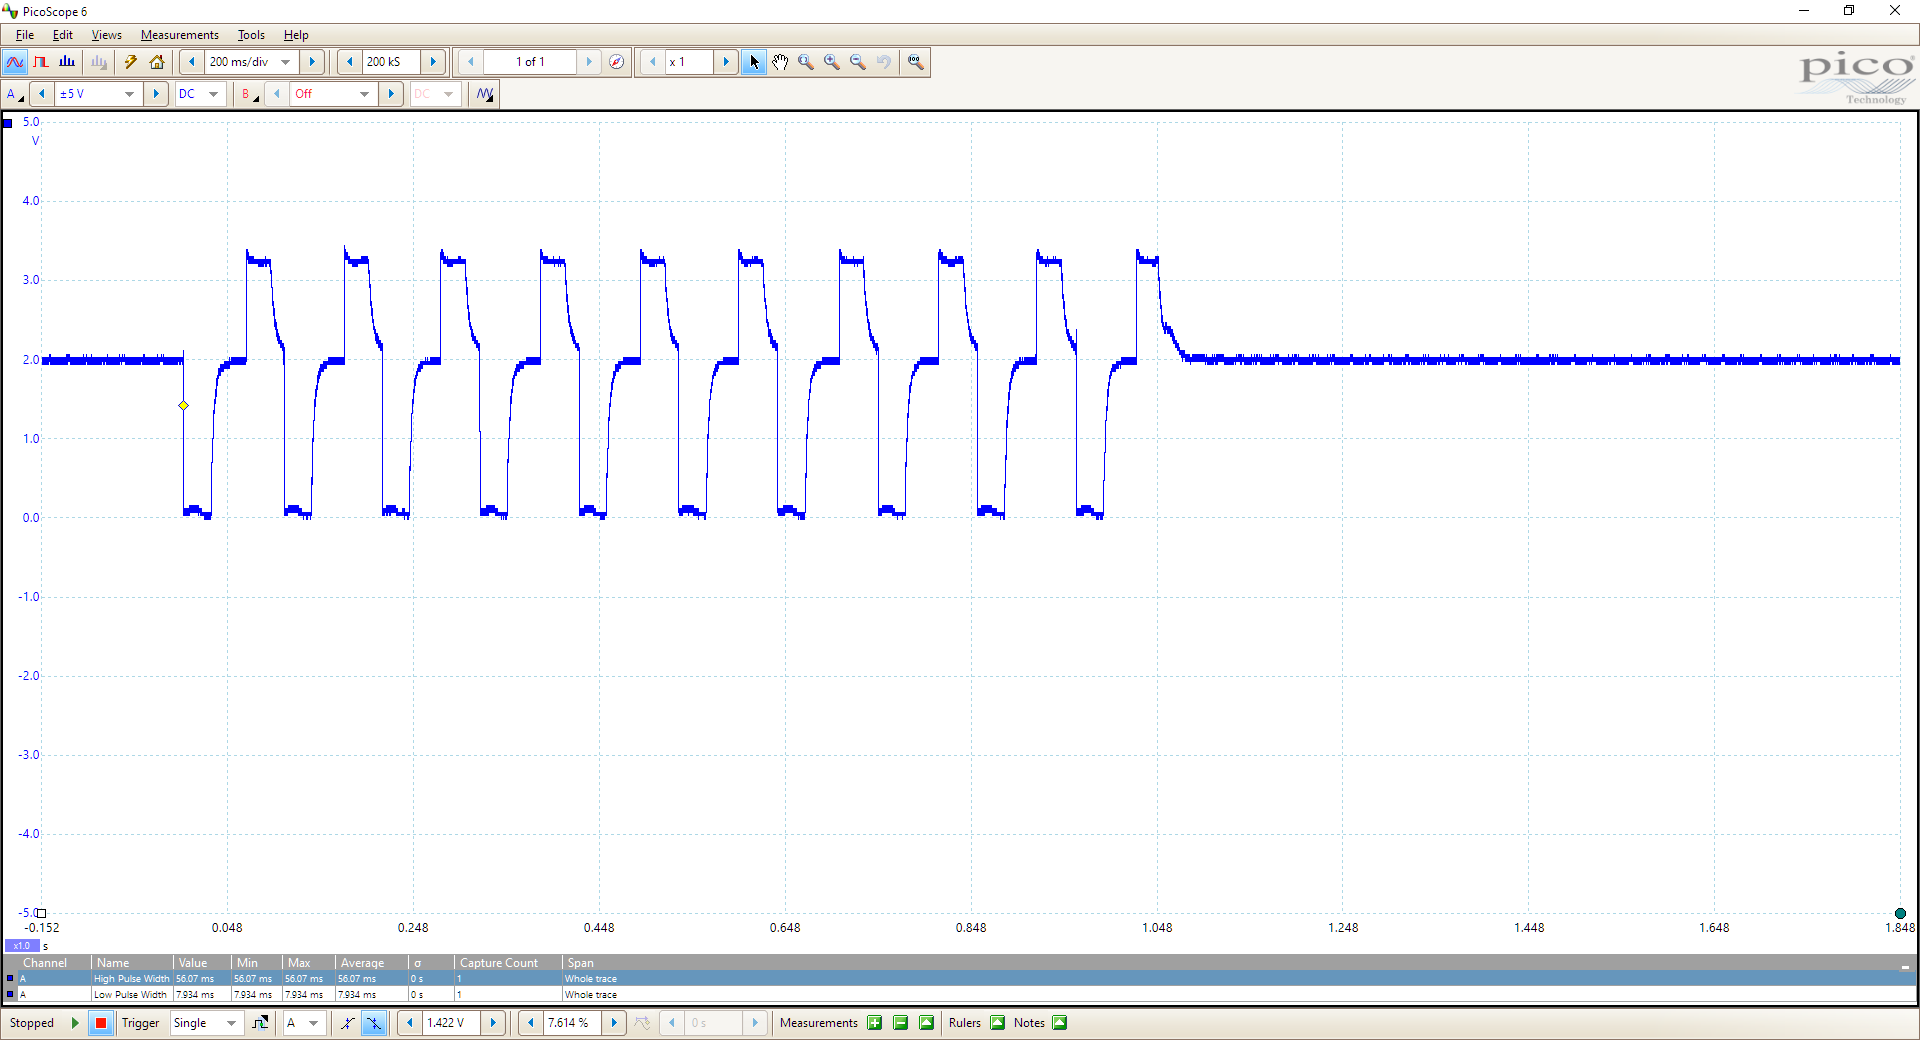 PicoScope 6
File Edit Views Measurements Tools Help
200 ms/div 200 kS 1 of 1 x 1
A ±5 V DC B Off DC
pico
Technology
5.0
V
4.0
3.0
2.0
1.0
0.0
-1.0
-2.0
-3.0
-4.0
-5.0
-0.152 0.048 0.248 0.448 0.648 0.848 1.048 1.248 1.448 1.648 1.848
x1.0 s
Channel Name Value Min Max Average σ Capture Count Span
A High Pulse Width 56.07 ms 56.07 ms 56.07 ms 56.07 ms 0 s 1 Whole trace
A Low Pulse Width 7.934 ms 7.934 ms 7.934 ms 7.934 ms 0 s 1 Whole trace
Stopped Trigger Single A 1.422 V 7.614 % 0 s Measurements Rulers Notes